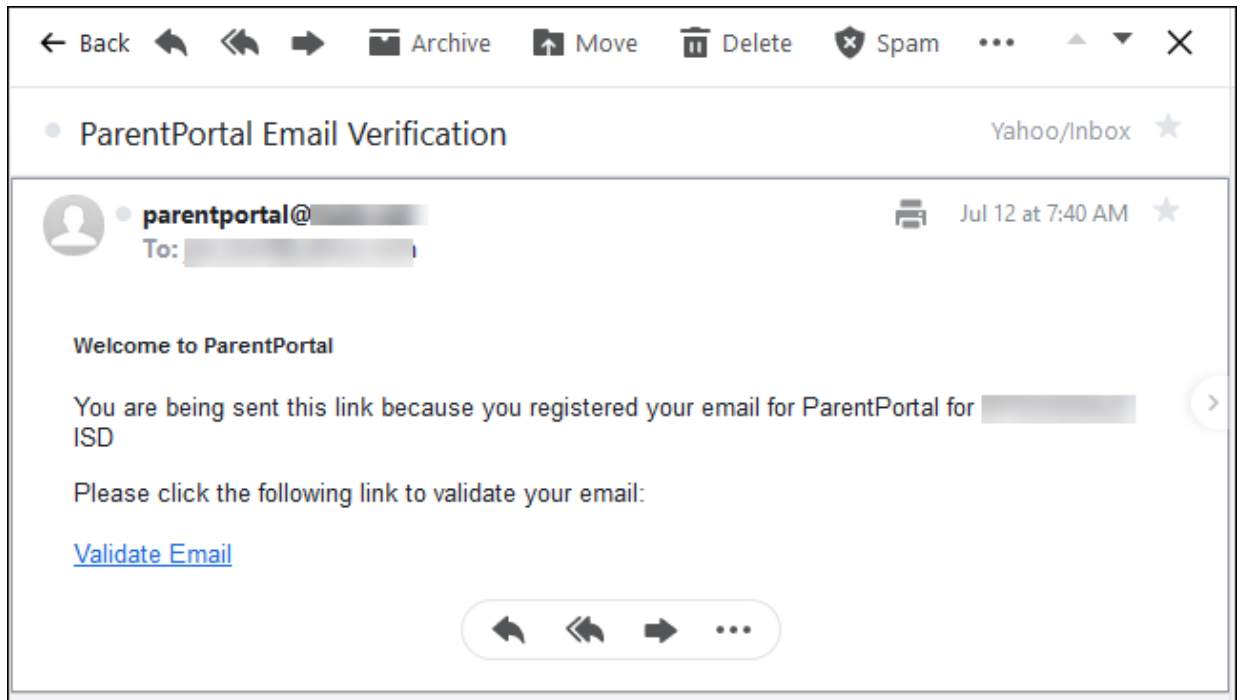 Back Archive Move Delete Spam
ParentPortal Email Verification Yahoo/Inbox
parentportal@ Jul 12 at 7:40 AM
To:
Welcome to ParentPortal
You are being sent this link because you registered your email for ParentPortal for
ISD
Please click the following link to validate your email:
Validate Email